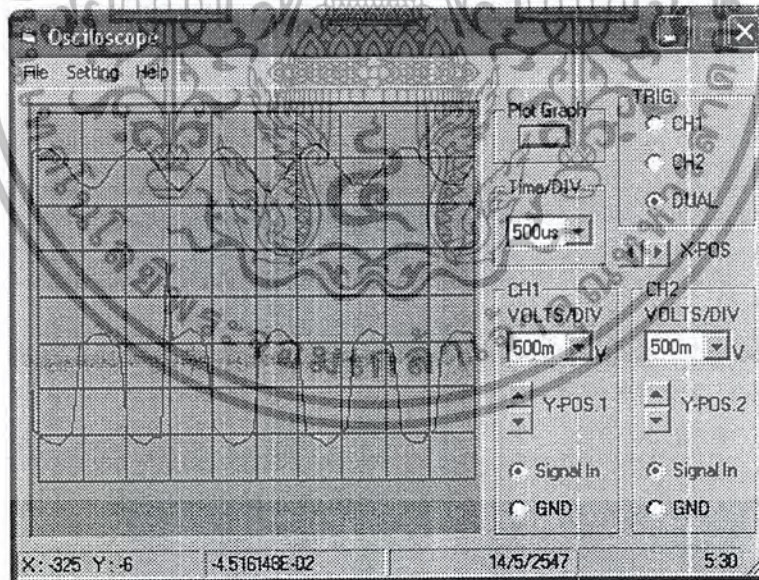 Osciloscope
File Setting Help
Plot Graph
TRIG.
CH1
CH2
DUAL
Time/DIV
500us
X-POS
CH1
VOLTS/DIV
500m V
Y-POS.1
Signal In
GND
CH2
VOLTS/DIV
500m V
Y-POS.2
Signal In
GND
X: -325 Y: -6 -4.516148E-02 14/5/2547 5:30